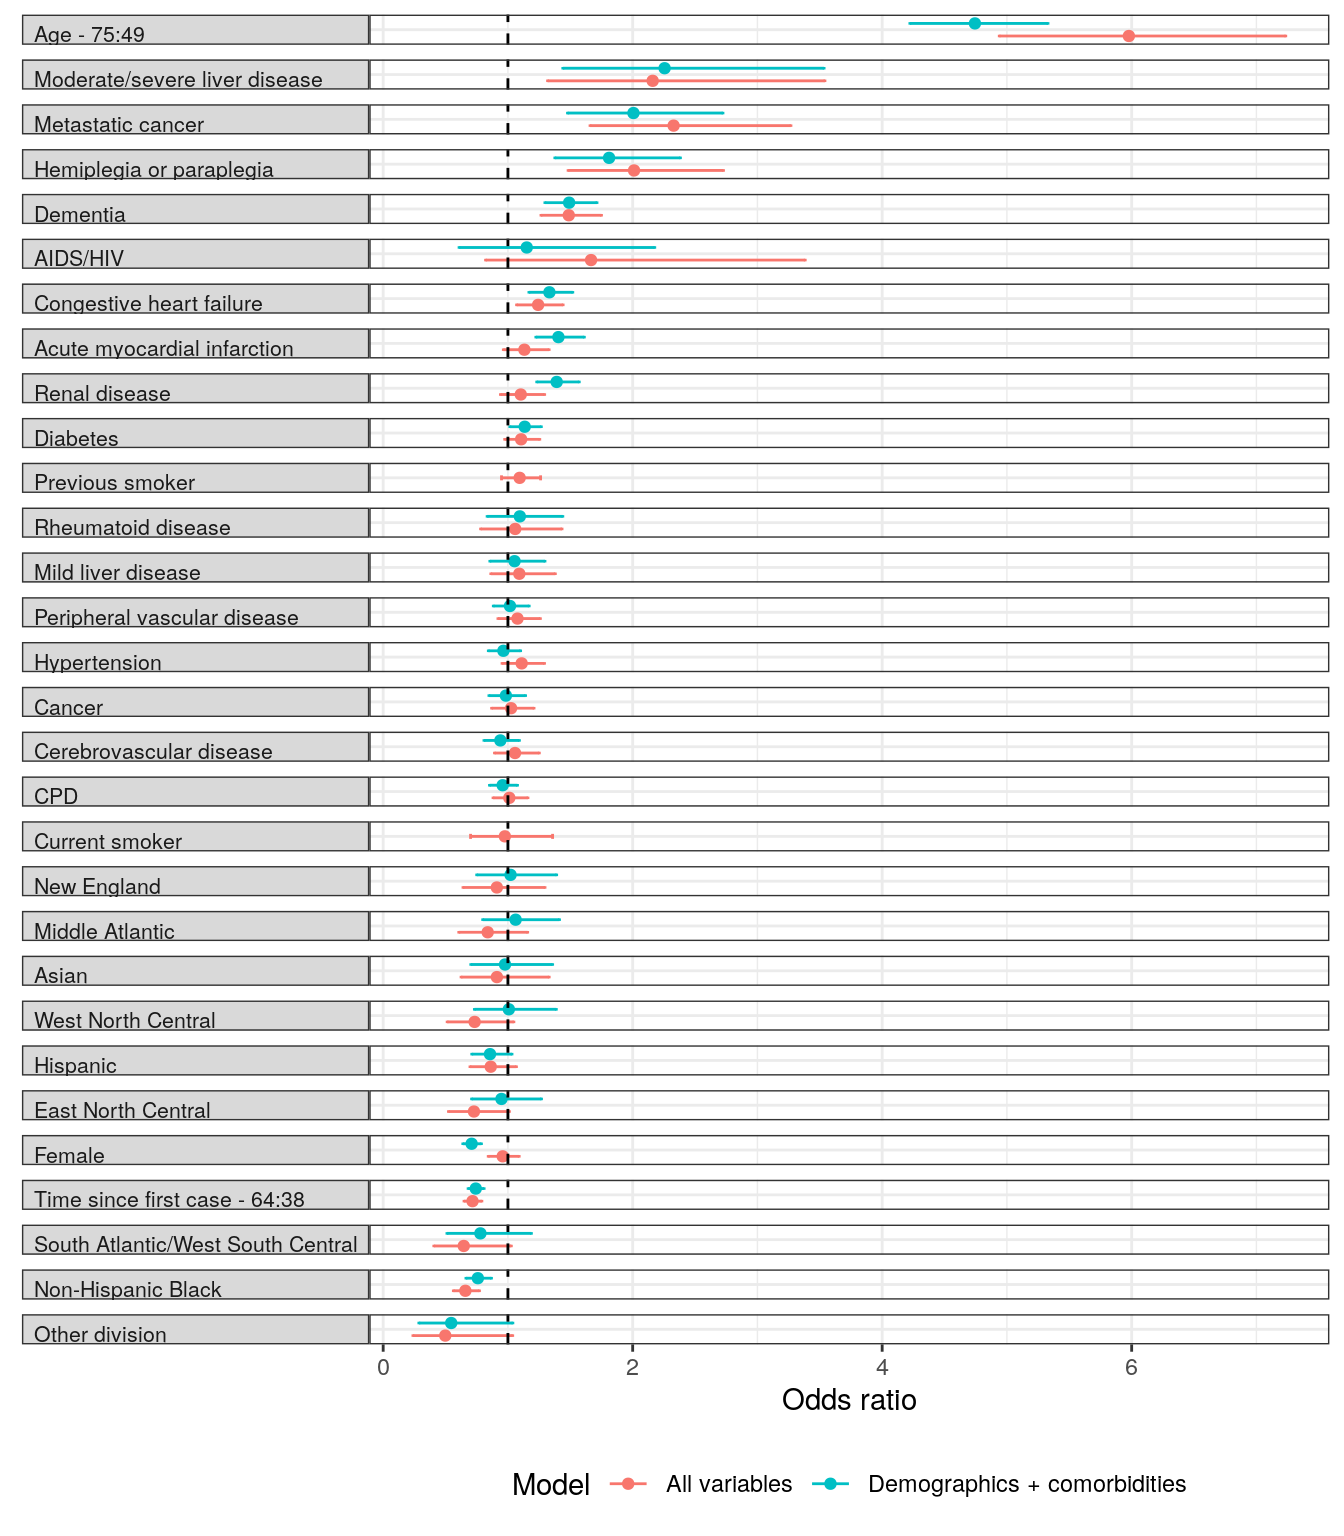 Age - 75:49
Moderate/severe liver disease
Metastatic cancer
Hemiplegia or paraplegia
Dementia
AIDS/HIV
Congestive heart failure
Acute myocardial infarction
Renal disease
Diabetes
Previous smoker
Rheumatoid disease
Mild liver disease
Peripheral vascular disease
Hypertension
Cancer
Cerebrovascular disease
CPD
Current smoker
New England
Middle Atlantic
Asian
West North Central
Hispanic
East North Central
Female
Time since first case - 64:38
South Atlantic/West South Central
Non-Hispanic Black
Other division
0 2 4 6
Odds ratio
Model All variables Demographics + comorbidities